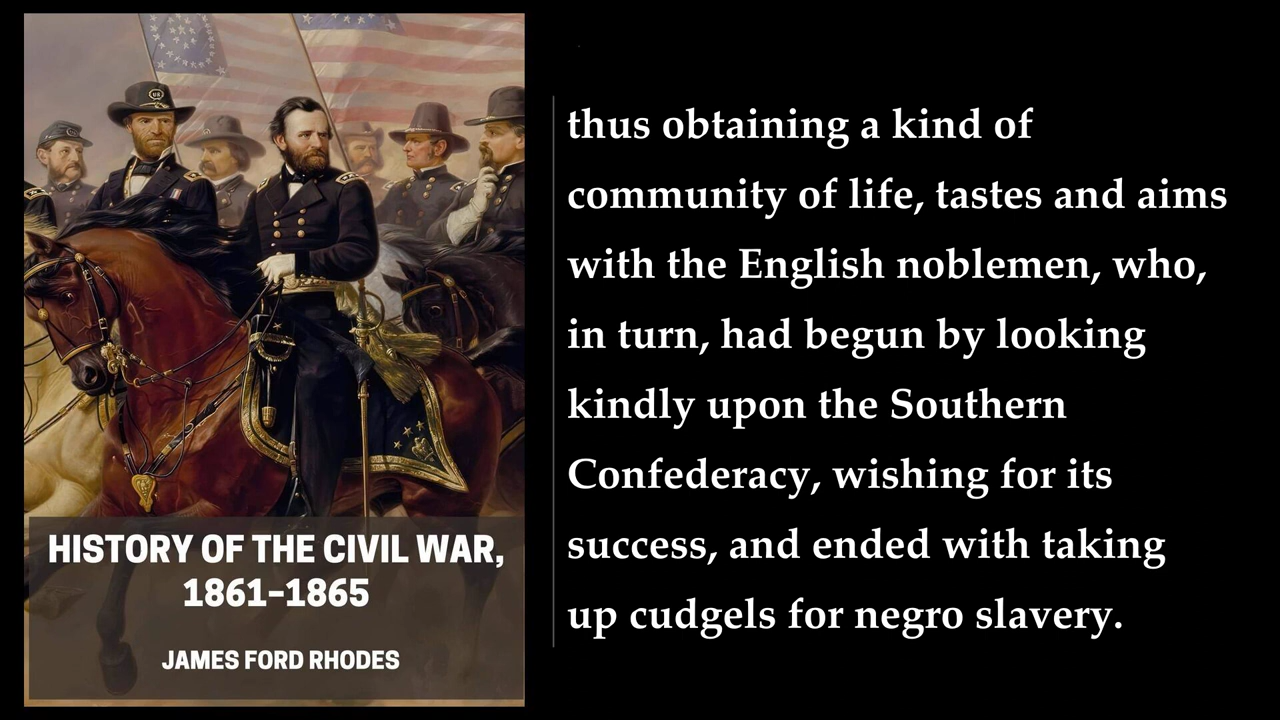 HISTORY OF THE CIVIL WAR,
1861–1865
JAMES FORD RHODES
thus obtaining a kind of
community of life, tastes and aims
with the English noblemen, who,
in turn, had begun by looking
kindly upon the Southern
Confederacy, wishing for its
success, and ended with taking
up cudgels for negro slavery.